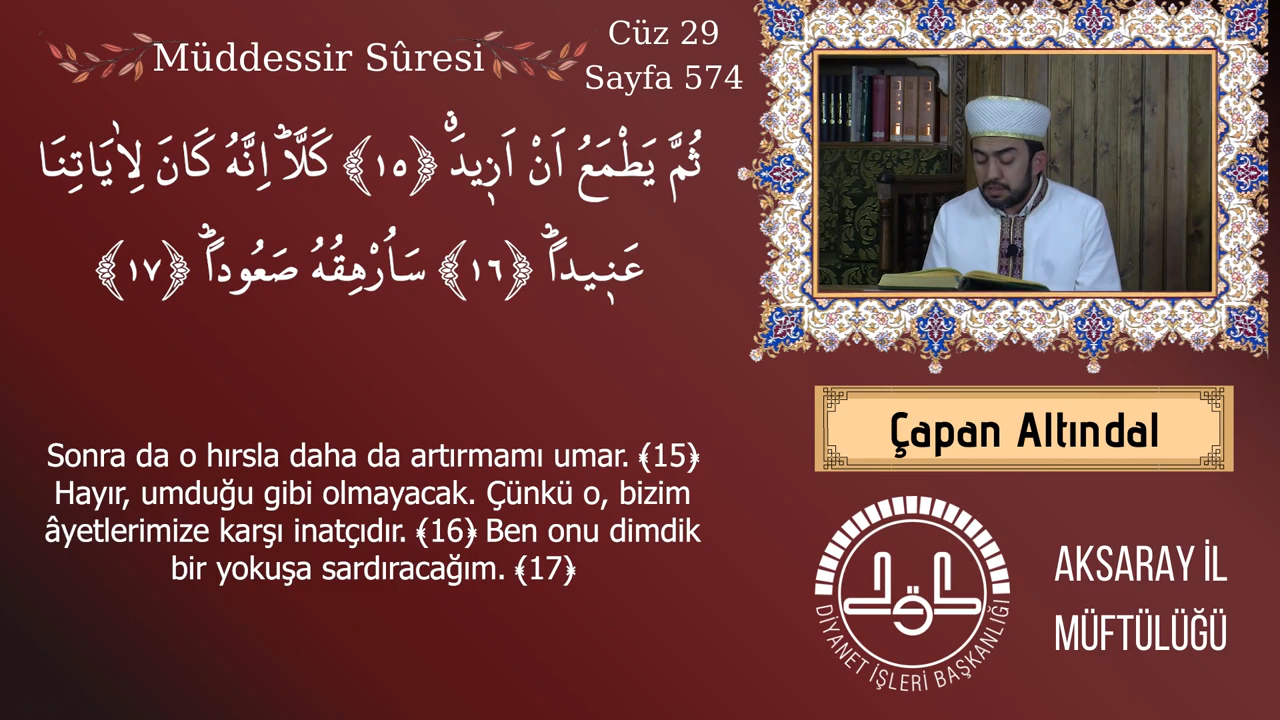 Müddessir Sûresi
Cüz 29
Sayfa 574
ثُمَّ يَطْمَعُ اَنْ اَز۪يدَۗ ﴿١٥﴾ كَلَّاۜ اِنَّهُ كَانَ لِاٰيَاتِنَا
عَن۪يداًۜ ﴿١٦﴾ سَاُرْهِقُهُ صَعُوداًۜ ﴿١٧﴾
Sonra da o hırsla daha da artırmamı umar. ﴾15﴿
Hayır, umduğu gibi olmayacak. Çünkü o, bizim
âyetlerimize karşı inatçıdır. ﴾16﴿ Ben onu dimdik
bir yokuşa sardıracağım. ﴾17﴿
Çapan Altındal
DİYANET İŞLERİ BAŞKANLIĞI
AKSARAY İL
MÜFTÜLÜĞÜ